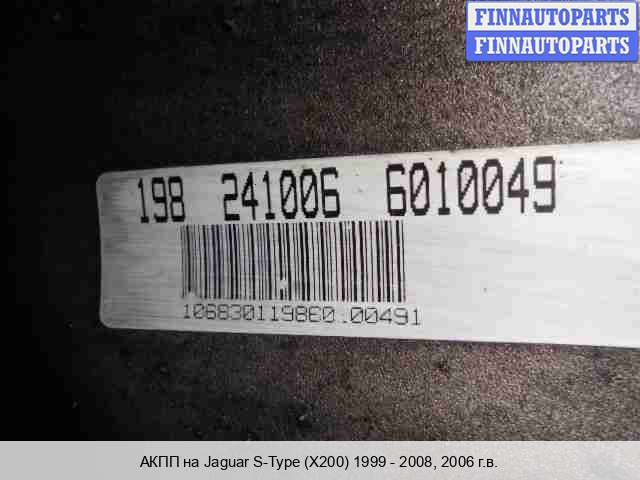 FINNAUTOPARTS
FINNAUTOPARTS
198 241006 6010049
1068301198E0.00491
АКПП на Jaguar S-Type (X200) 1999 - 2008, 2006 г.в.